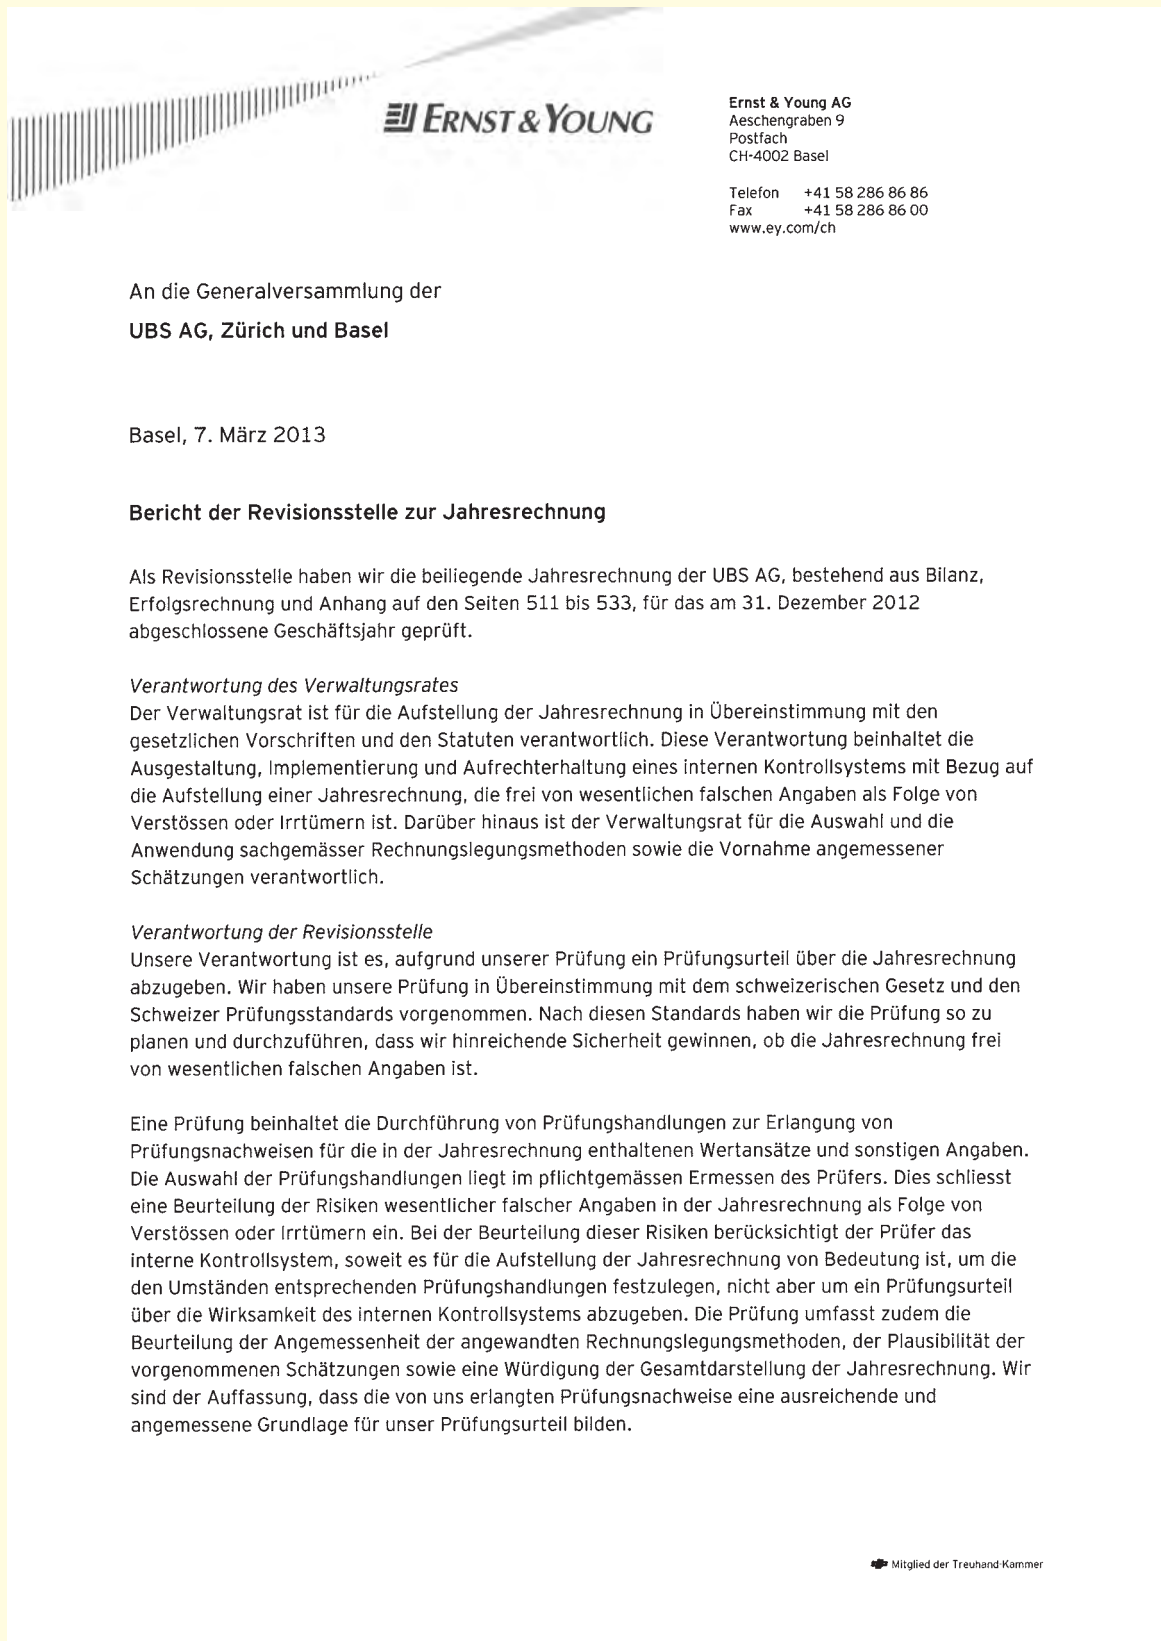 ERNST & YOUNG
Ernst & Young AG
Aeschengraben 9
Postfach
CH-4002 Basel
Telefon +41 58 286 86 86
Fax +41 58 286 86 00
www.ey.com/ch
An die Generalversammlung der
UBS AG, Zürich und Basel
Basel, 7. März 2013
Bericht der Revisionsstelle zur Jahresrechnung
Als Revisionsstelle haben wir die beiliegende Jahresrechnung der UBS AG, bestehend aus Bilanz,
Erfolgsrechnung und Anhang auf den Seiten 511 bis 533, für das am 31. Dezember 2012
abgeschlossene Geschäftsjahr geprüft.
Verantwortung des Verwaltungsrates
Der Verwaltungsrat ist für die Aufstellung der Jahresrechnung in Übereinstimmung mit den
gesetzlichen Vorschriften und den Statuten verantwortlich. Diese Verantwortung beinhaltet die
Ausgestaltung, Implementierung und Aufrechterhaltung eines internen Kontrollsystems mit Bezug auf
die Aufstellung einer Jahresrechnung, die frei von wesentlichen falschen Angaben als Folge von
Verstössen oder Irrtümern ist. Darüber hinaus ist der Verwaltungsrat für die Auswahl und die
Anwendung sachgemässer Rechnungslegungsmethoden sowie die Vornahme angemessener
Schätzungen verantwortlich.
Verantwortung der Revisionsstelle
Unsere Verantwortung ist es, aufgrund unserer Prüfung ein Prüfungsurteil über die Jahresrechnung
abzugeben. Wir haben unsere Prüfung in Übereinstimmung mit dem schweizerischen Gesetz und den
Schweizer Prüfungsstandards vorgenommen. Nach diesen Standards haben wir die Prüfung so zu
planen und durchzuführen, dass wir hinreichende Sicherheit gewinnen, ob die Jahresrechnung frei
von wesentlichen falschen Angaben ist.
Eine Prüfung beinhaltet die Durchführung von Prüfungshandlungen zur Erlangung von
Prüfungsnachweisen für die in der Jahresrechnung enthaltenen Wertansätze und sonstigen Angaben.
Die Auswahl der Prüfungshandlungen liegt im pflichtgemässen Ermessen des Prüfers. Dies schliesst
eine Beurteilung der Risiken wesentlicher falscher Angaben in der Jahresrechnung als Folge von
Verstössen oder Irrtümern ein. Bei der Beurteilung dieser Risiken berücksichtigt der Prüfer das
interne Kontrollsystem, soweit es für die Aufstellung der Jahresrechnung von Bedeutung ist, um die
den Umständen entsprechenden Prüfungshandlungen festzulegen, nicht aber um ein Prüfungsurteil
über die Wirksamkeit des internen Kontrollsystems abzugeben. Die Prüfung umfasst zudem die
Beurteilung der Angemessenheit der angewandten Rechnungslegungsmethoden, der Plausibilität der
vorgenommenen Schätzungen sowie eine Würdigung der Gesamtdarstellung der Jahresrechnung. Wir
sind der Auffassung, dass die von uns erlangten Prüfungsnachweise eine ausreichende und
angemessene Grundlage für unser Prüfungsurteil bilden.
Mitglied der Treuhand-Kammer